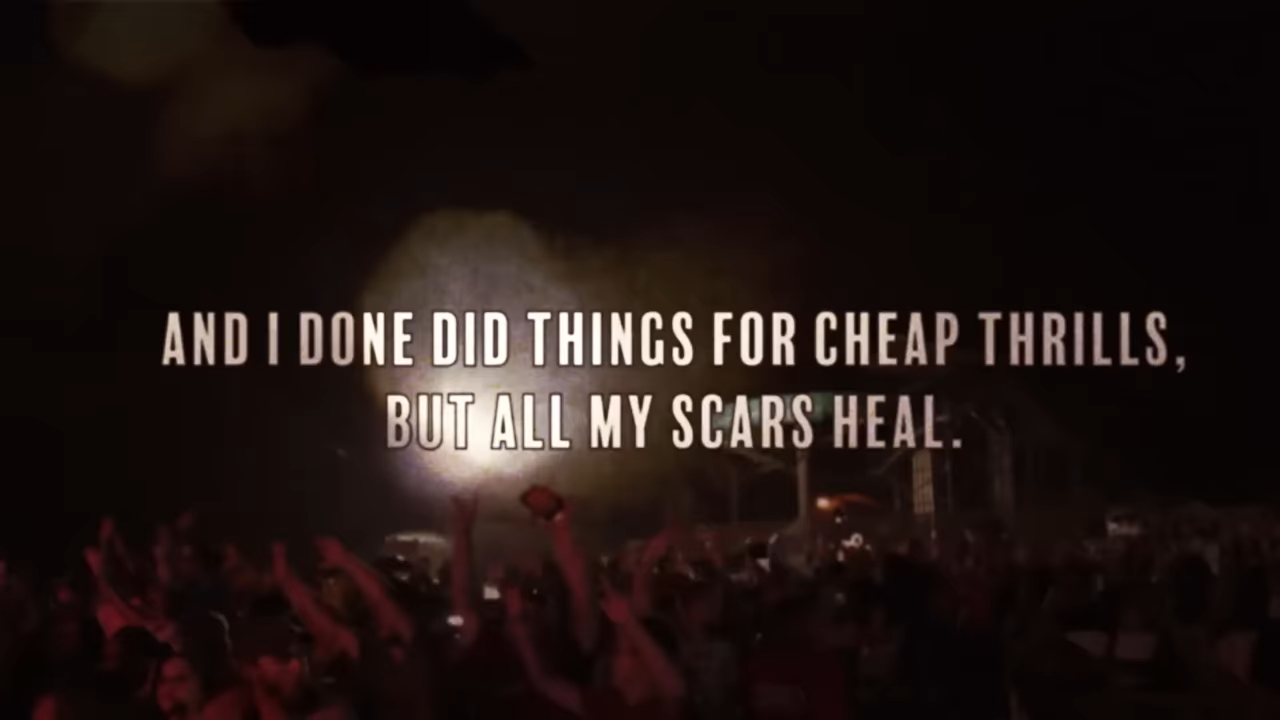 AND I DONE DID THINGS FOR CHEAP THRILLS,
BUT ALL MY SCARS HEAL.